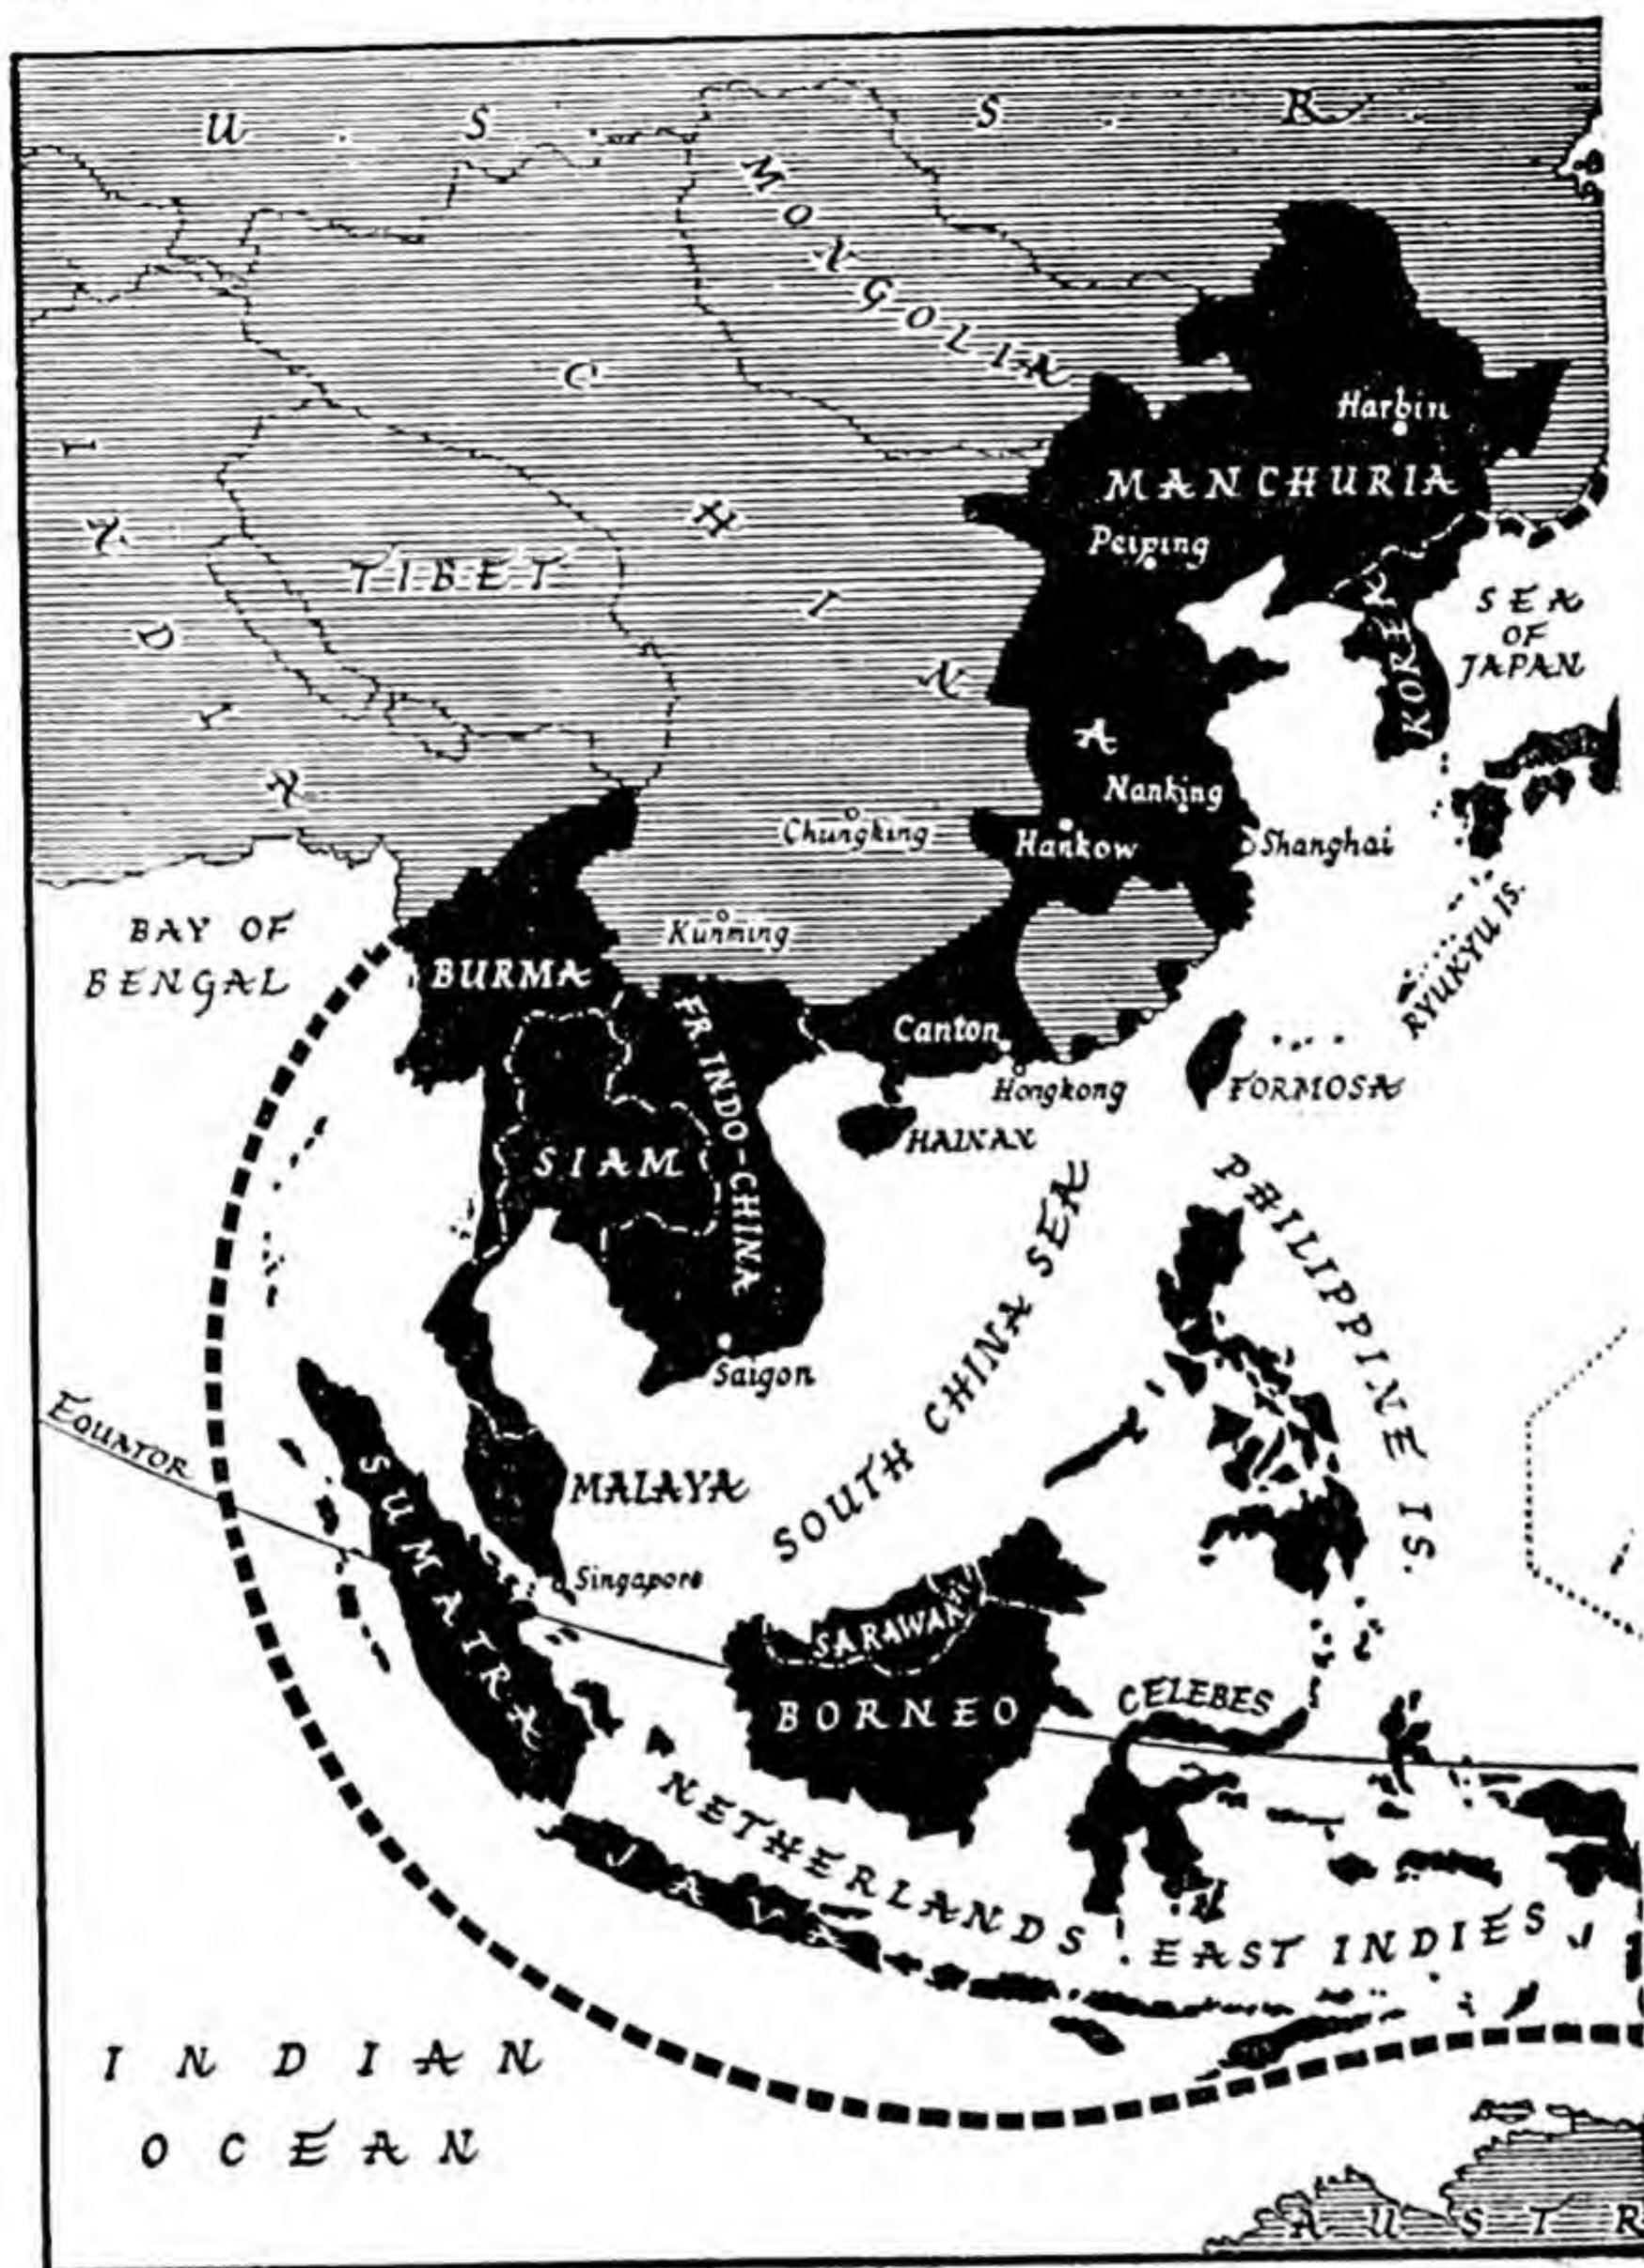 U . S . S . R .
MONGOLIA
Harbin
MANCHURIA
Peiping
INDIA
CHINA
TIBET
SEA
OF
JAPAN
KOREA
Nanking
Chungking
Hankow
Shanghai
BAY OF
BENGAL
Kunming
RYUKYU IS.
BURMA
FR. INDO-CHINA
Canton
Hongkong
FORMOSA
HAINAN
SIAM
PHILIPPINE IS.
SOUTH CHINA SEA
Saigon
EQUATOR
SUMATRA
MALAYA
Singapore
SARAWAK
BORNEO
CELEBES
NETHERLANDS EAST INDIES
JAVA
INDIAN
OCEAN
AUSTR